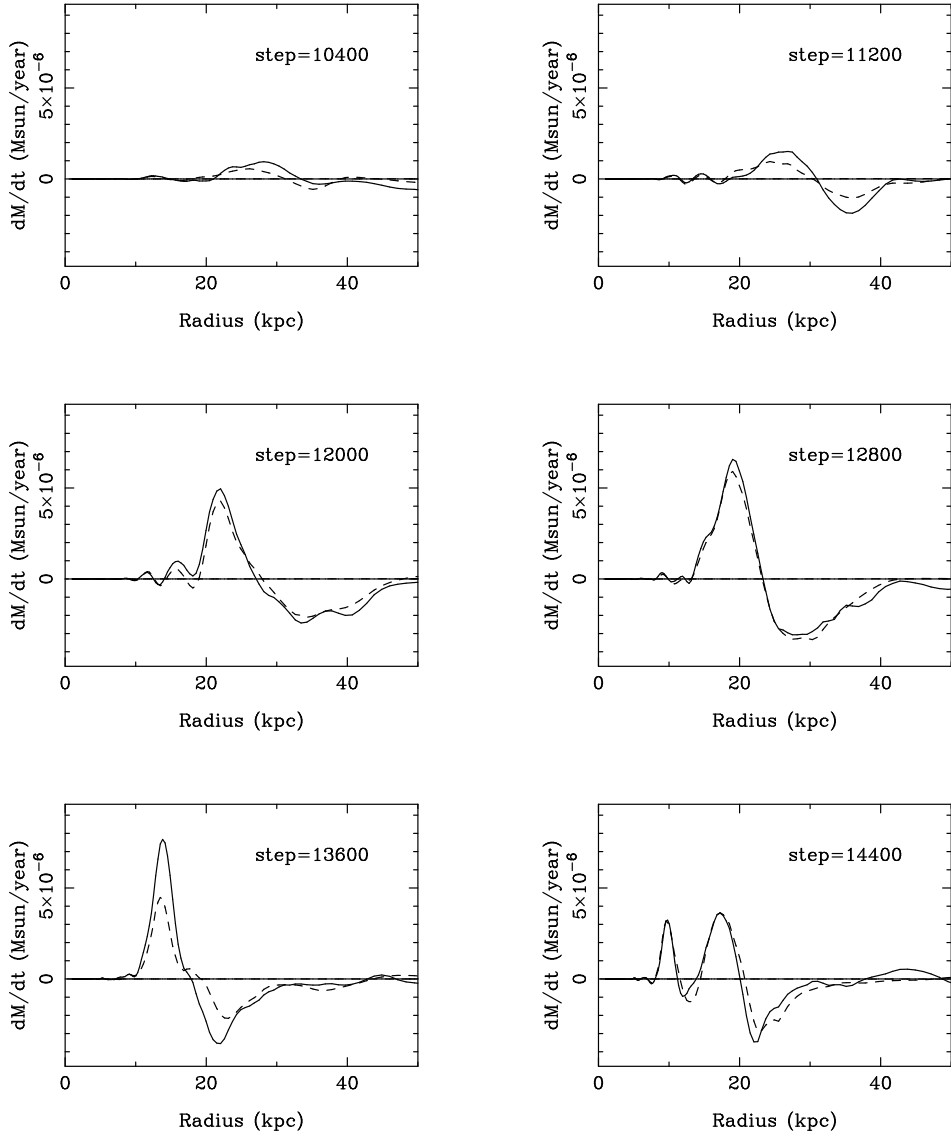 step=10400
dM/dt (Msun/year)
5×10⁻⁶
0
0 20 40
Radius (kpc)
step=11200
dM/dt (Msun/year)
5×10⁻⁶
0
0 20 40
Radius (kpc)
step=12000
dM/dt (Msun/year)
5×10⁻⁶
0
0 20 40
Radius (kpc)
step=12800
dM/dt (Msun/year)
5×10⁻⁶
0
0 20 40
Radius (kpc)
step=13600
dM/dt (Msun/year)
5×10⁻⁶
0
0 20 40
Radius (kpc)
step=14400
dM/dt (Msun/year)
5×10⁻⁶
0
0 20 40
Radius (kpc)